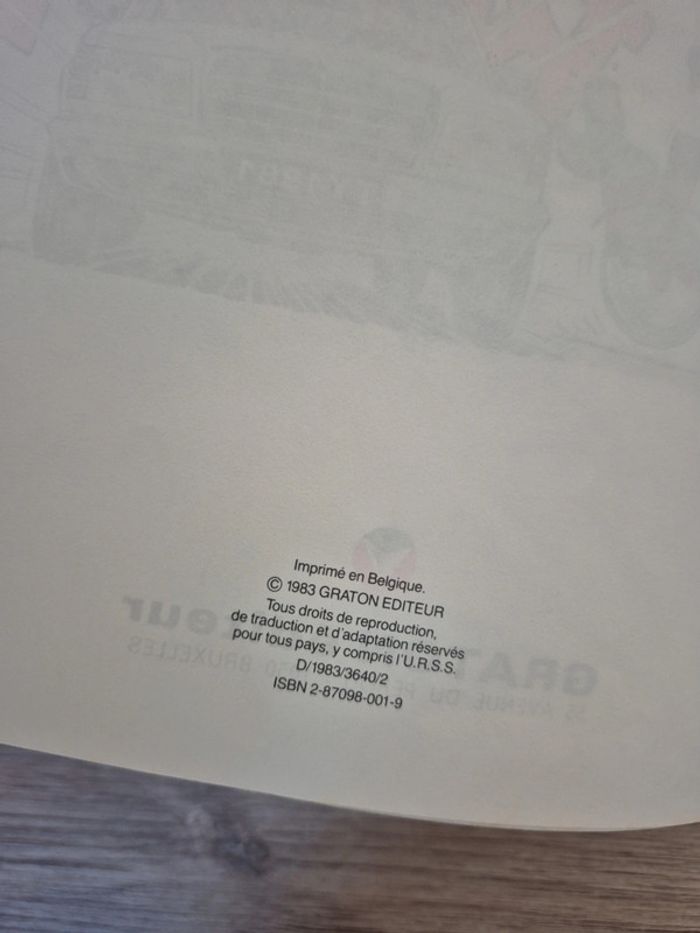 Imprimé en Belgique.
© 1983 GRATON EDITEUR
Tous droits de reproduction,
de traduction et d'adaptation réservés
pour tous pays, y compris l'U.R.S.S.
D/1983/3640/2
ISBN 2-87098-001-9